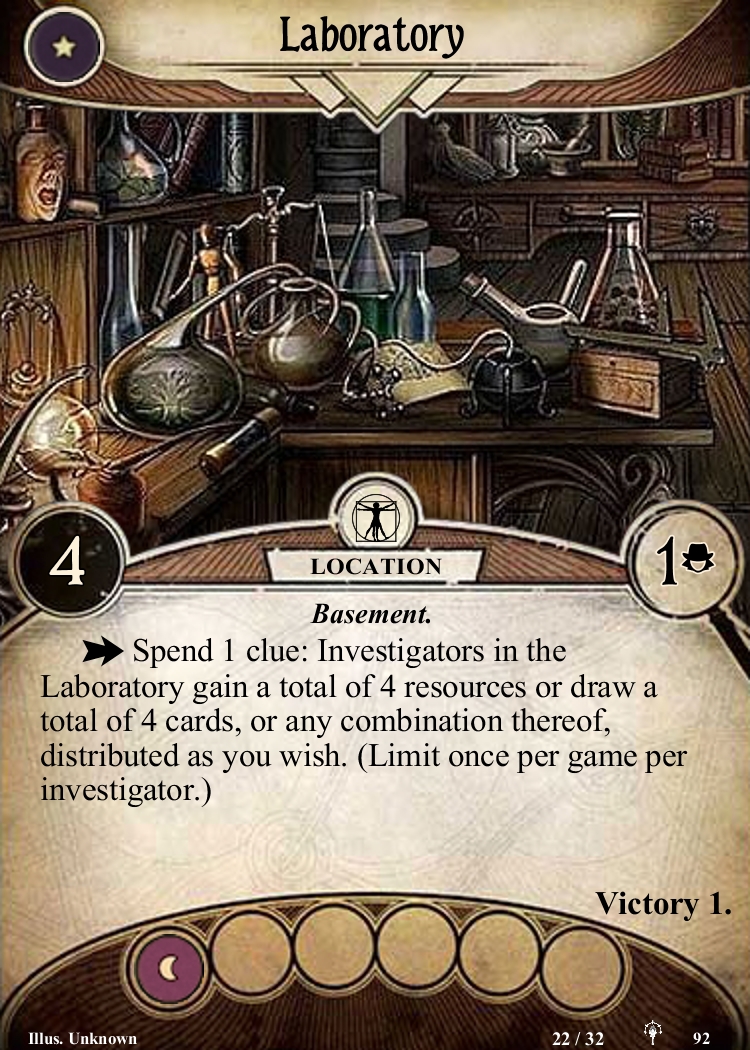 Laboratory
4
1
LOCATION
Basement.
Spend 1 clue: Investigators in the
Laboratory gain a total of 4 resources or draw a
total of 4 cards, or any combination thereof,
distributed as you wish. (Limit once per game per
investigator.)
Victory 1.
Illus. Unknown
22 / 32
92